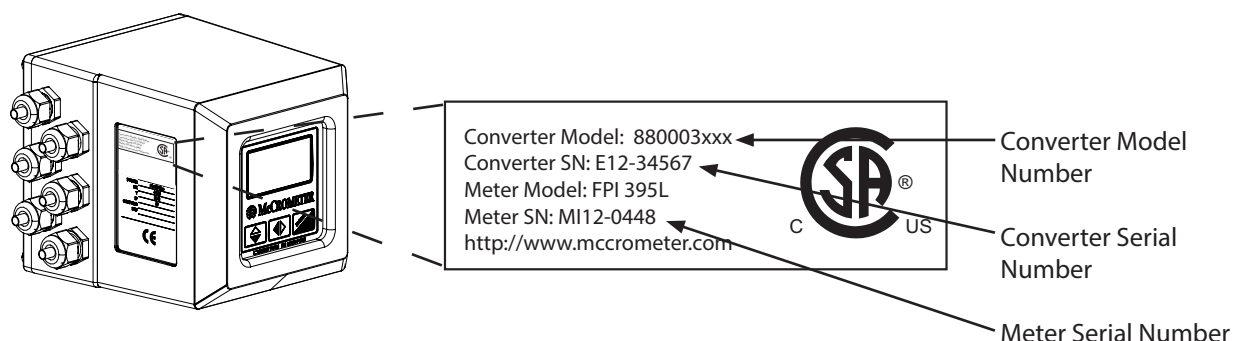 Converter Model: 880003xxx
Converter SN: E12-34567
Meter Model: FPI 395L
Meter SN: MI12-0448
http://www.mccrometer.com
CSA
®
C
US
Converter Model
Number
Converter Serial
Number
Meter Serial Number
McCROMETER
CE